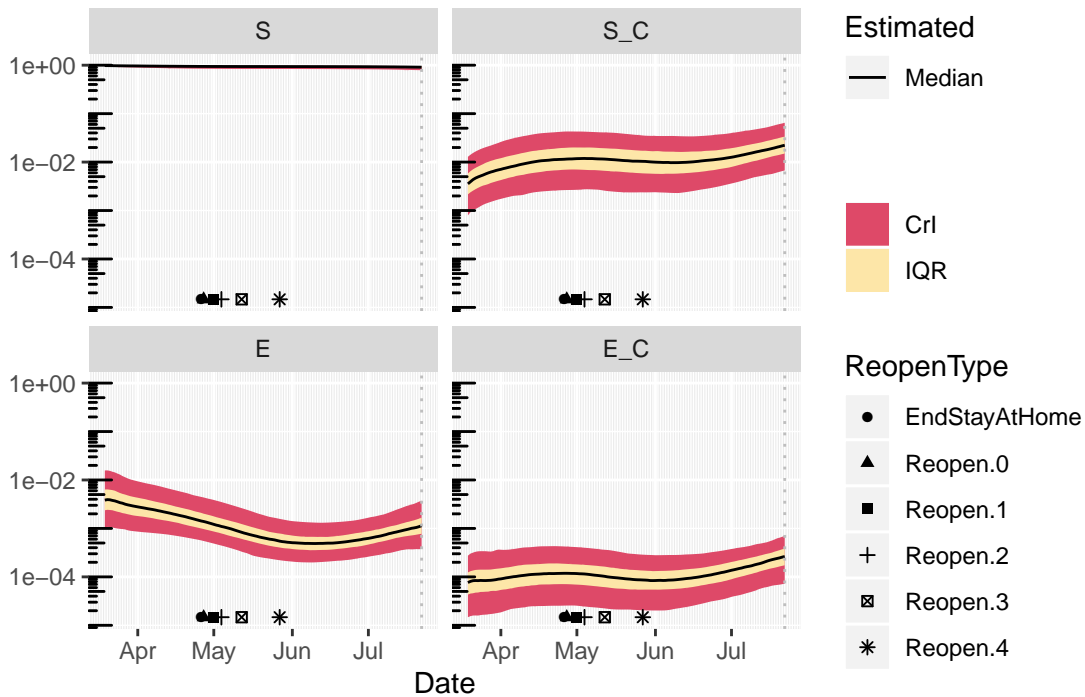 S
S_C
1e+00
1e−02
1e−04
E
E_C
1e+00
1e−02
1e−04
Apr
May
Jun
Jul
Apr
May
Jun
Jul
Date
Estimated
Median
CrI
IQR
ReopenType
EndStayAtHome
Reopen.0
Reopen.1
Reopen.2
Reopen.3
Reopen.4